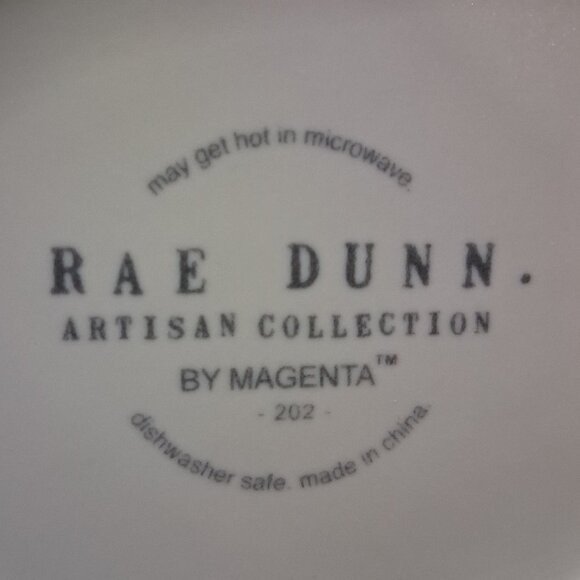 may get hot in microwave.
RAE DUNN.
ARTISAN COLLECTION
BY MAGENTA™
- 202 -
dishwasher safe. made in china.